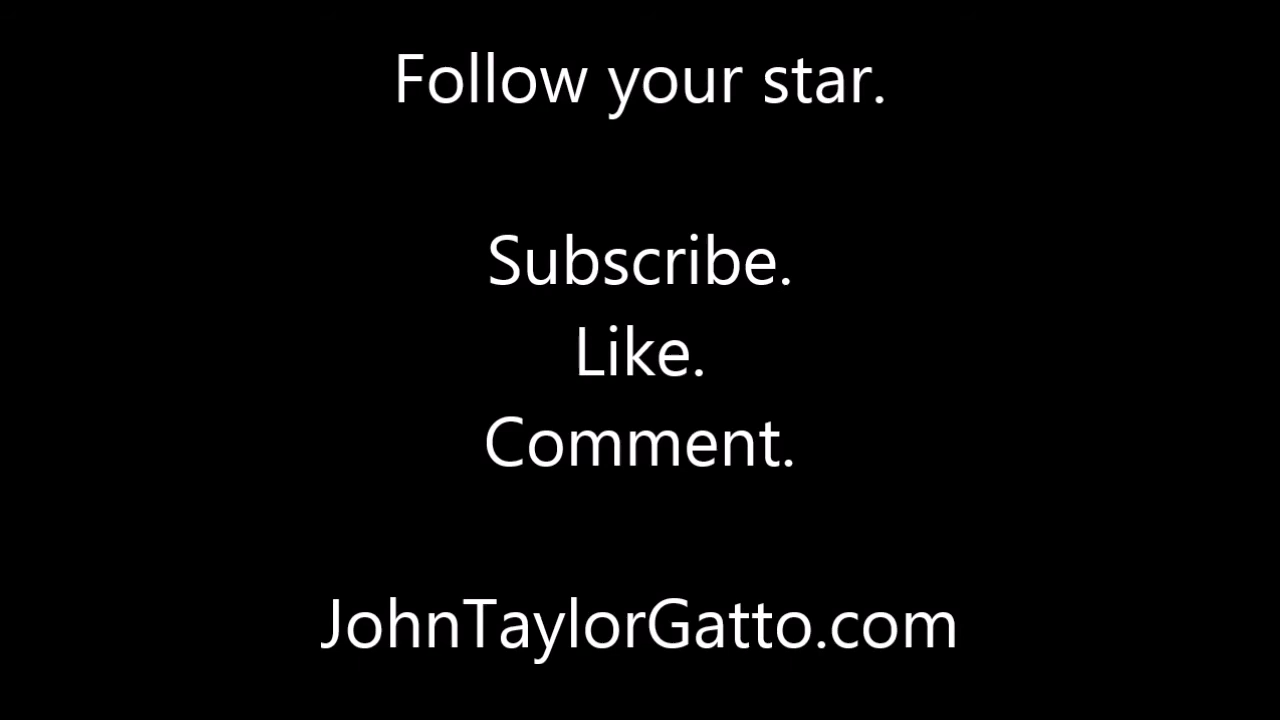 Follow your star.
Subscribe.
Like.
Comment.
JohnTaylorGatto.com